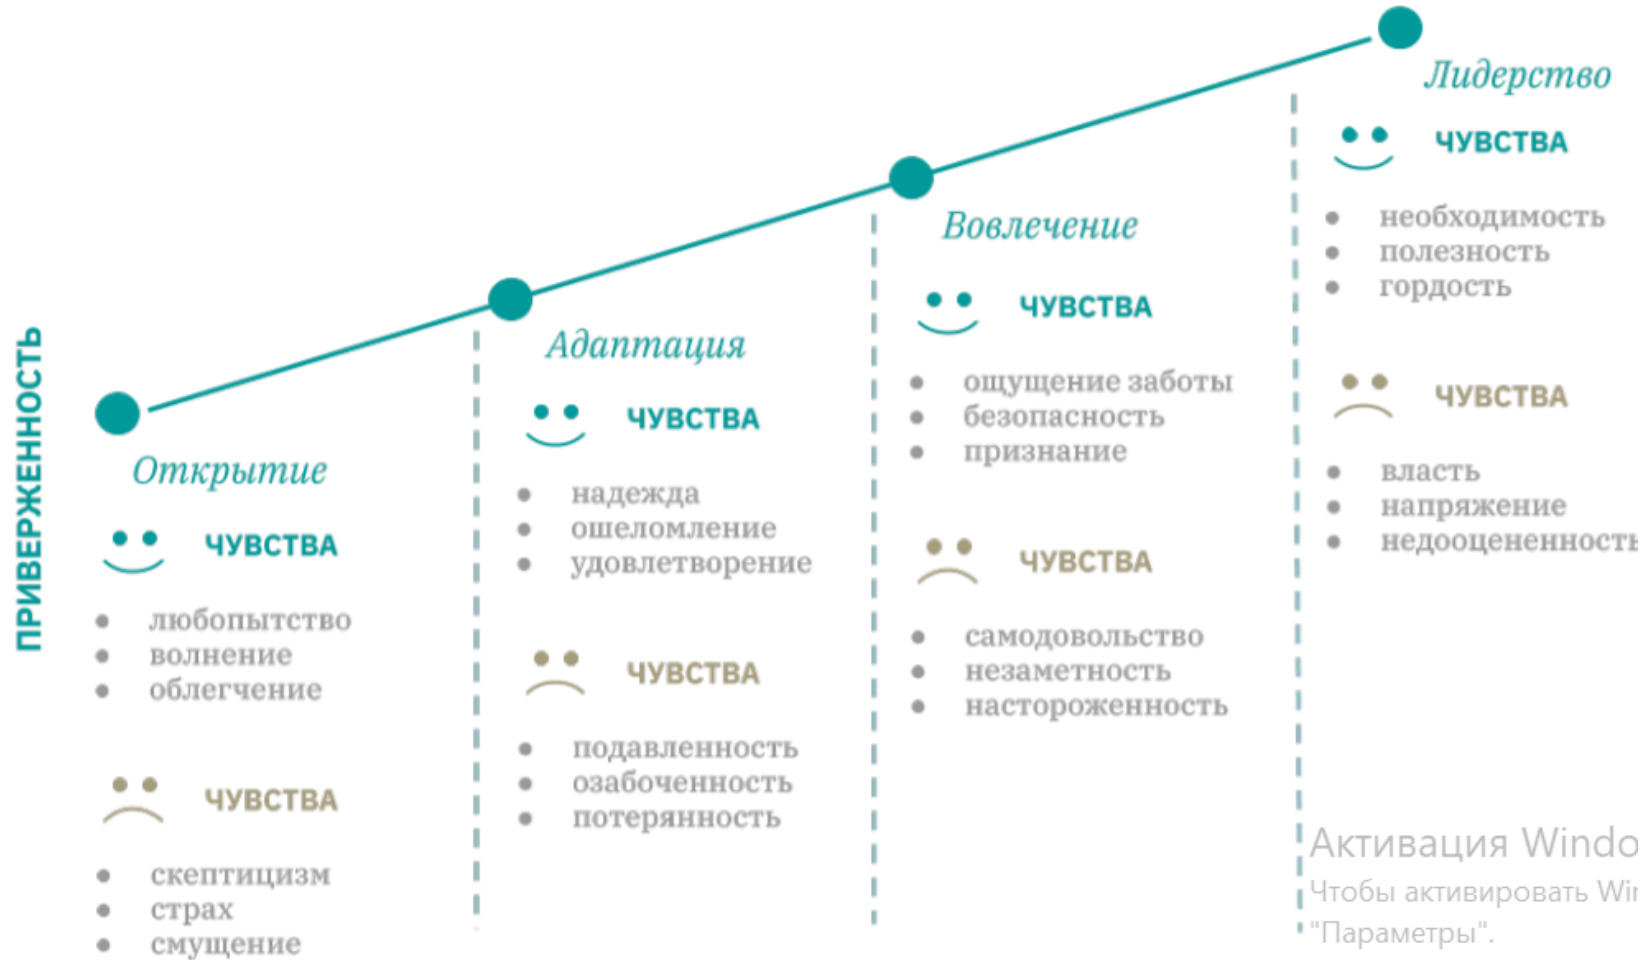 ПРИВЕРЖЕННОСТЬ
Открытие
ЧУВСТВА
любопытство
волнение
облегчение
ЧУВСТВА
скептицизм
страх
смущение
Адаптация
ЧУВСТВА
надежда
ошеломление
удовлетворение
ЧУВСТВА
подавленность
озабоченность
потерянность
Вовлечение
ЧУВСТВА
ощущение заботы
безопасность
признание
ЧУВСТВА
самодовольство
незаметность
настороженность
Лидерство
ЧУВСТВА
необходимость
полезность
гордость
ЧУВСТВА
власть
напряжение
недооцененность
Активация Windo
Чтобы активировать Win
"Параметры".